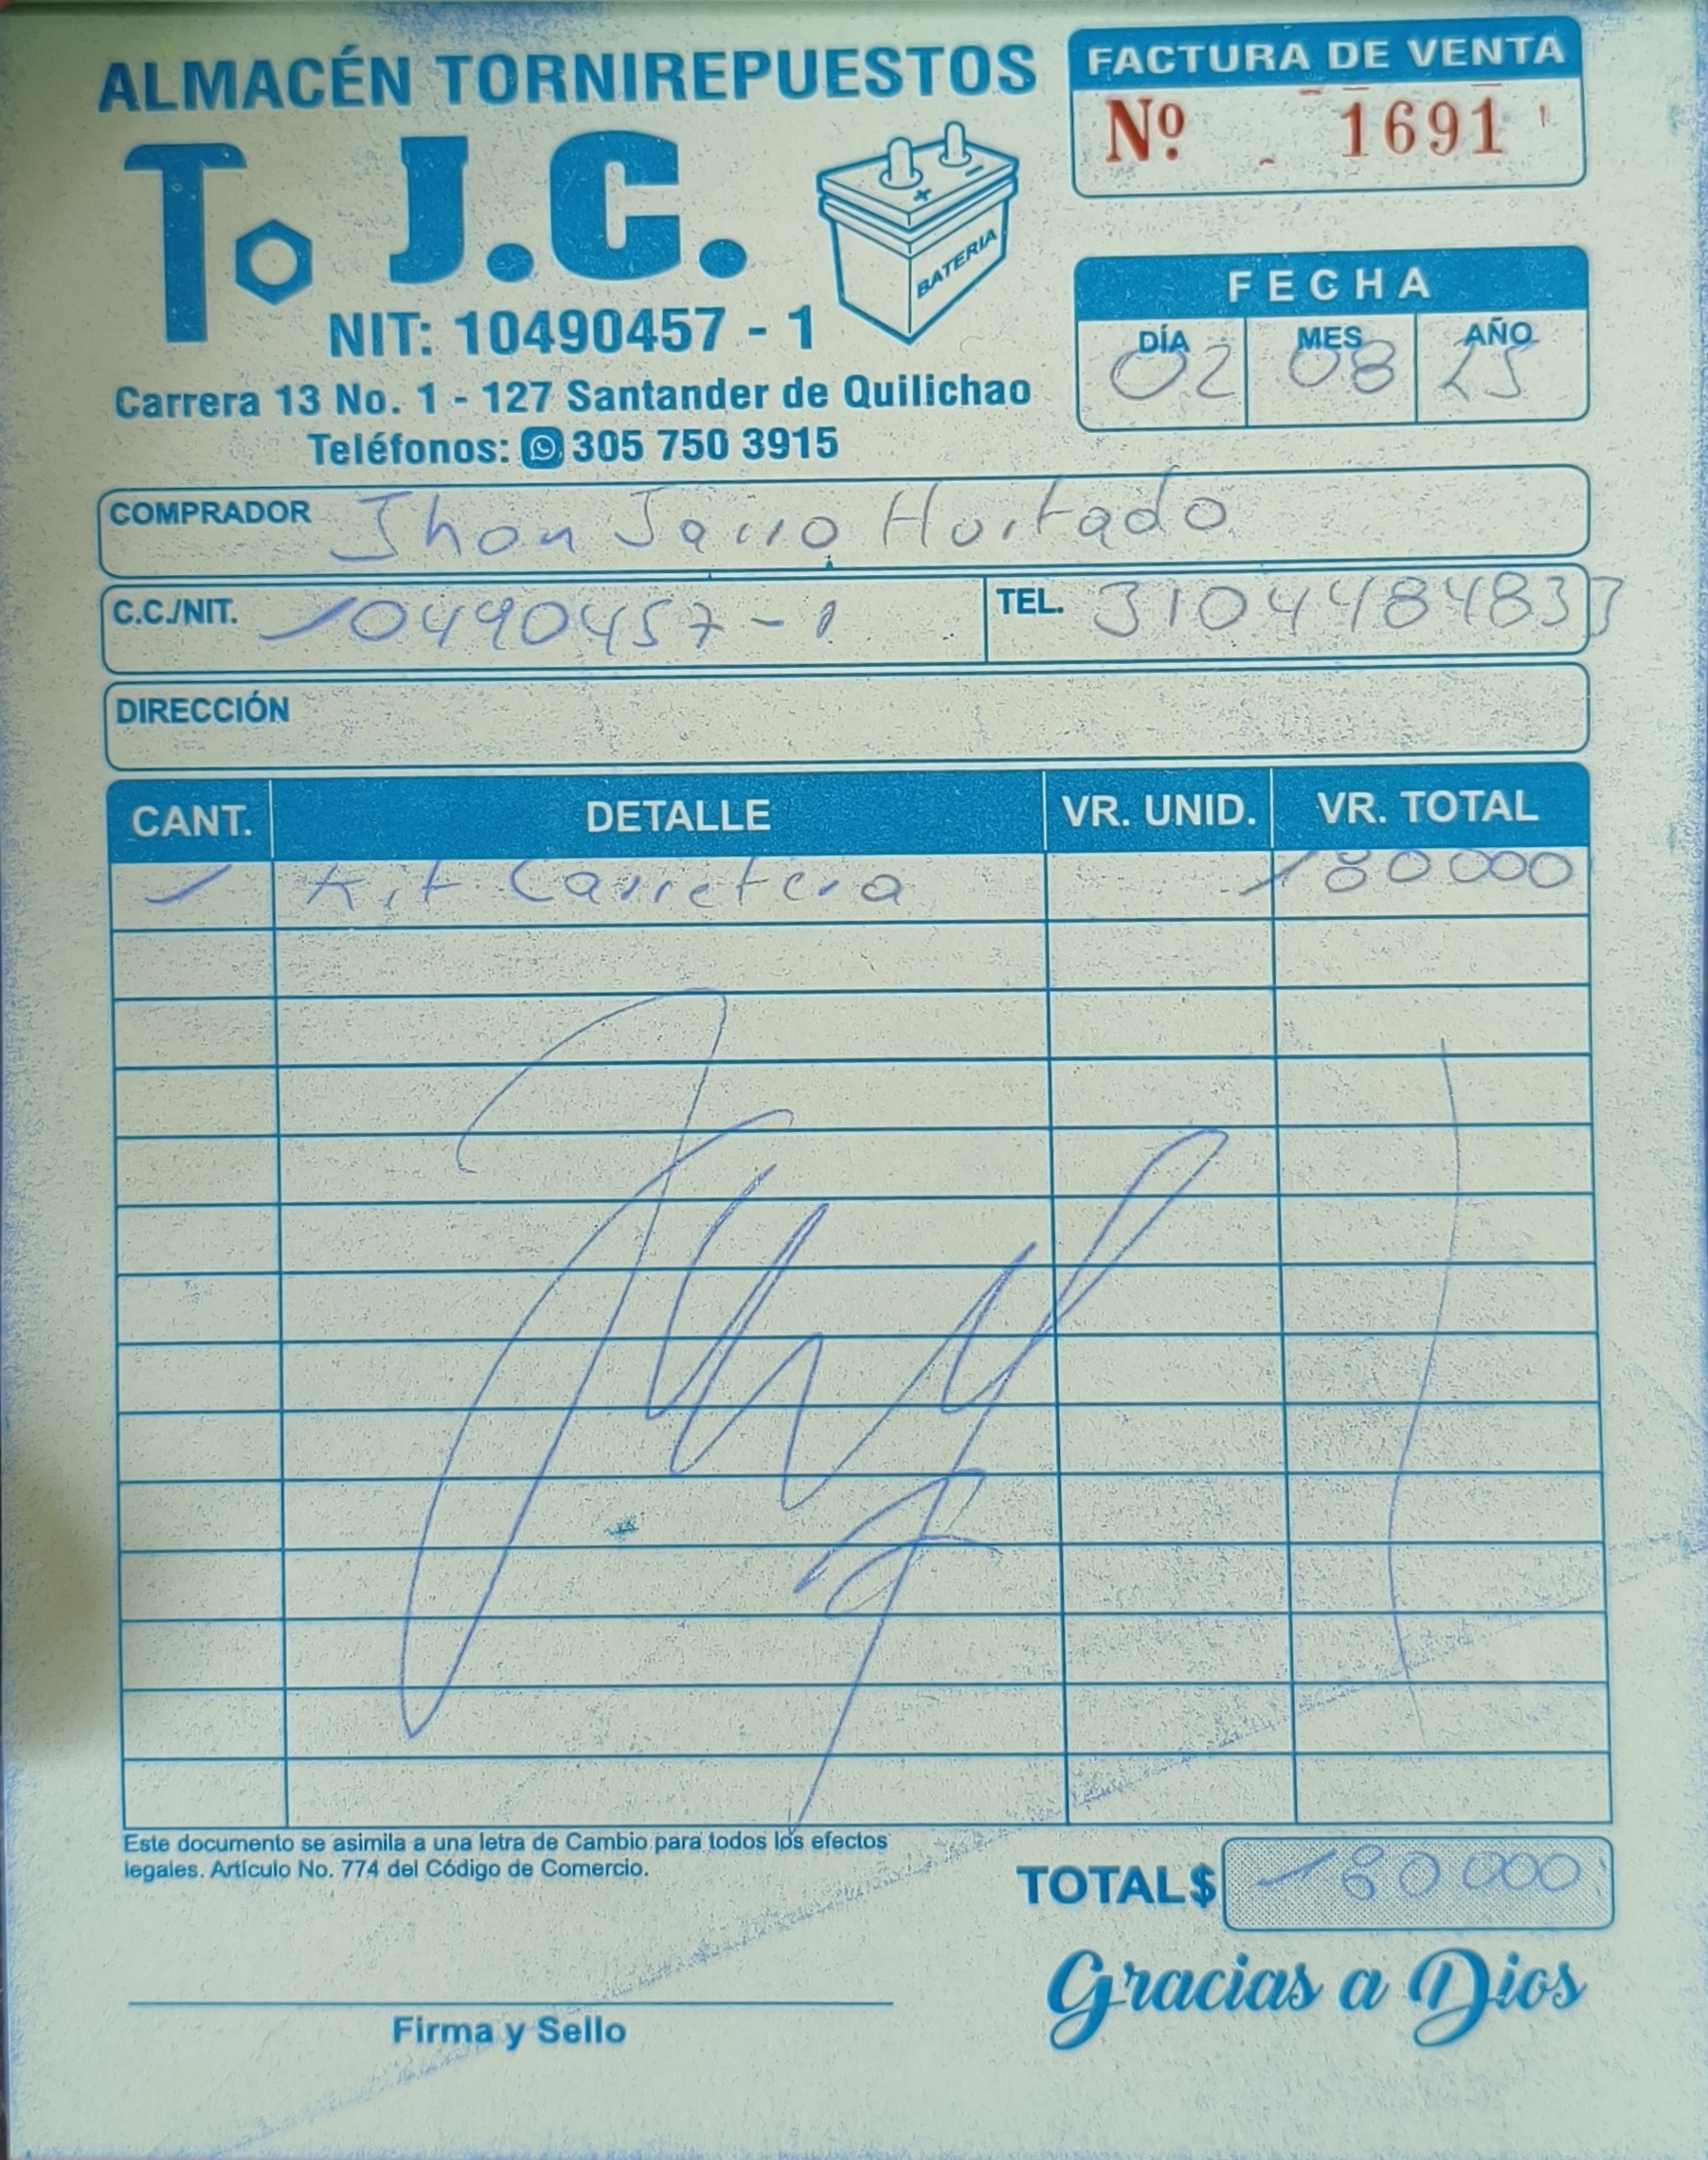 ALMACÉN TORNIREPUESTOS
FACTURA DE VENTA
Nº 1691
T J.C.
BATERIA
+ -
NIT: 10490457 - 1
Carrera 13 No. 1 - 127 Santander de Quilichao
Teléfonos: 305 750 3915
FECHA
DÍA MES AÑO
02 08 25
COMPRADOR Jhon Jairo Hurtado
C.C./NIT. 10490457-1 TEL. 3104484833
DIRECCIÓN
CANT. DETALLE VR. UNID. VR. TOTAL
1 Kit Carretera 180000
Este documento se asimila a una letra de Cambio para todos los efectos
legales. Artículo No. 774 del Código de Comercio.
TOTAL$ 180000
Gracias a Dios
Firma y Sello